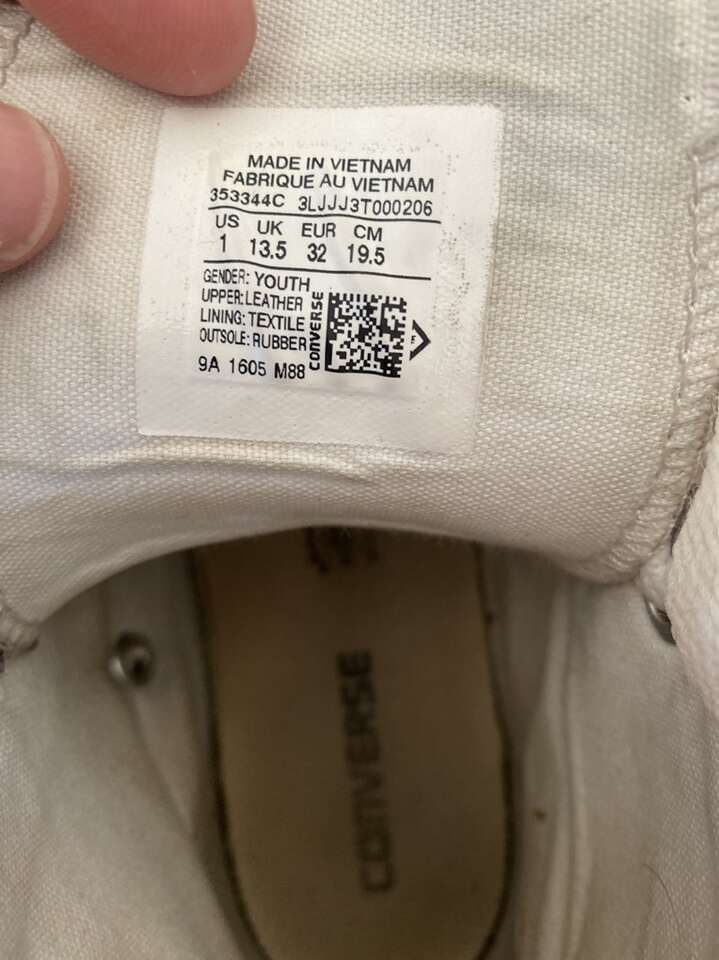 MADE IN VIETNAM
FABRIQUE AU VIETNAM
353344C 3LJJJ3T000206
US UK EUR CM
1 13.5 32 19.5
GENDER: YOUTH
UPPER: LEATHER
LINING: TEXTILE
OUTSOLE: RUBBER
CONVERSE
F
9A 1605 M88
CONVERSE